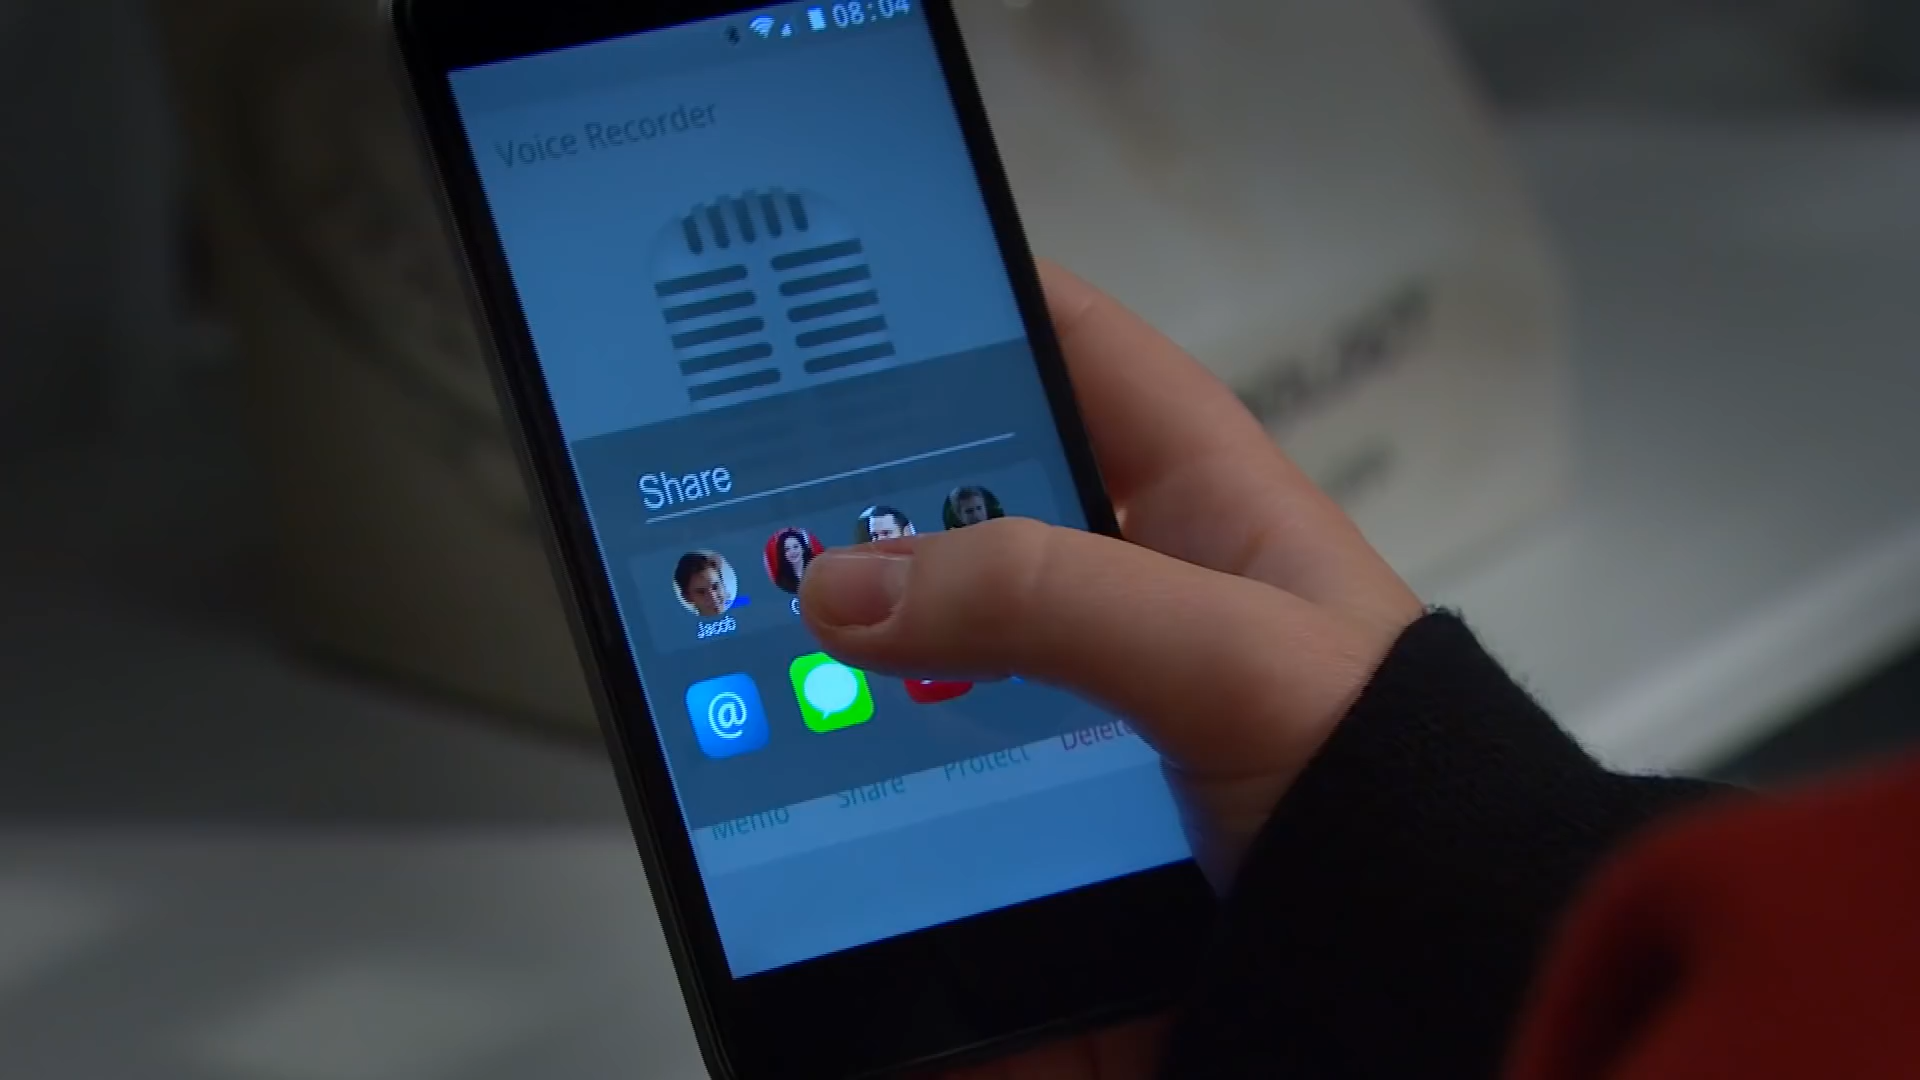 08:04
Voice Recorder
Share
Jacob
@
Memo Share Protect Delete